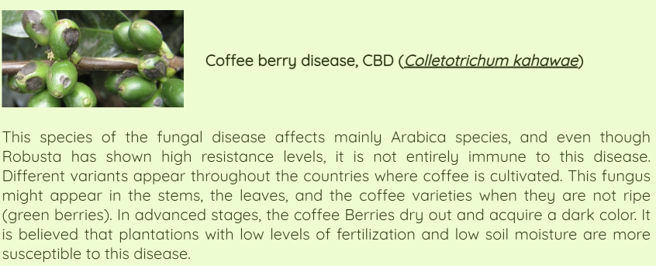 Coffee berry disease, CBD (Colletotrichum kahawae)
This species of the fungal disease affects mainly Arabica species, and even though
Robusta has shown high resistance levels, it is not entirely immune to this disease.
Different variants appear throughout the countries where coffee is cultivated. This fungus
might appear in the stems, the leaves, and the coffee varieties when they are not ripe
(green berries). In advanced stages, the coffee Berries dry out and acquire a dark color. It
is believed that plantations with low levels of fertilization and low soil moisture are more
susceptible to this disease.